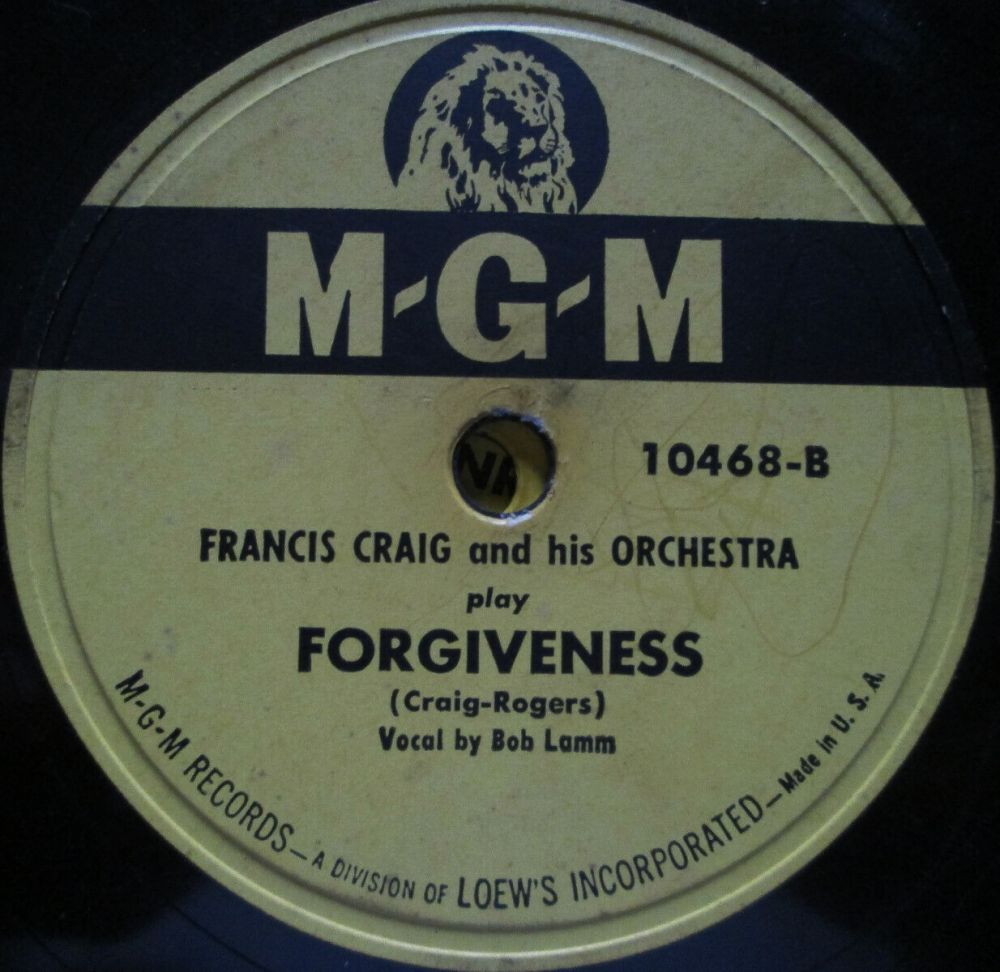 M-G-M
10468-B
NA
FRANCIS CRAIG and his ORCHESTRA
play
FORGIVENESS
(Craig-Rogers)
Vocal by Bob Lamm
M-G-M RECORDS—A DIVISION OF LOEW'S INCORPORATED—Made in U. S. A.